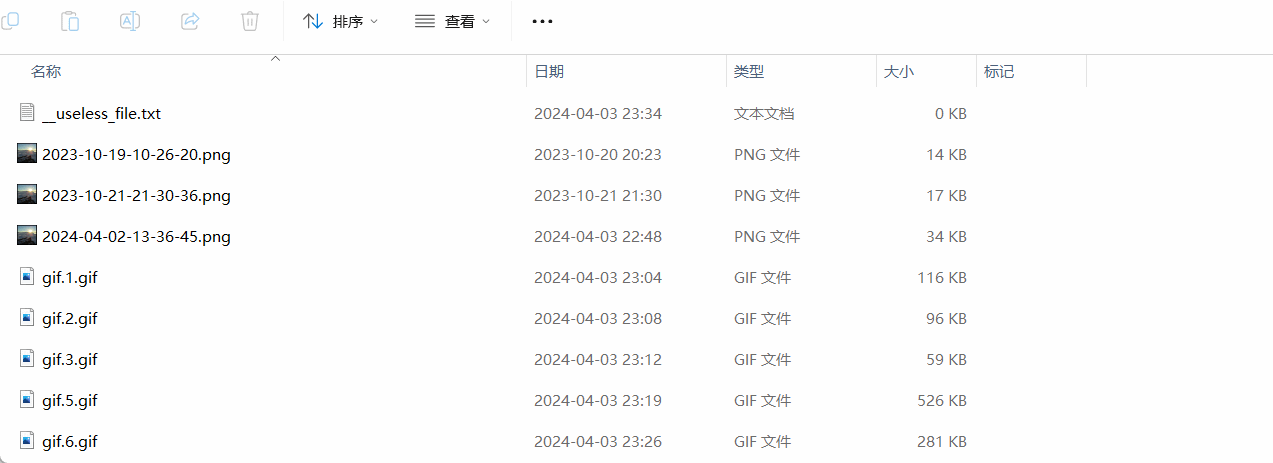 排序 查看
名称 日期 类型 大小 标记
__useless_file.txt 2024-04-03 23:34 文本文档 0 KB
2023-10-19-10-26-20.png 2023-10-20 20:23 PNG 文件 14 KB
2023-10-21-21-30-36.png 2023-10-21 21:30 PNG 文件 17 KB
2024-04-02-13-36-45.png 2024-04-03 22:48 PNG 文件 34 KB
gif.1.gif 2024-04-03 23:04 GIF 文件 116 KB
gif.2.gif 2024-04-03 23:08 GIF 文件 96 KB
gif.3.gif 2024-04-03 23:12 GIF 文件 59 KB
gif.5.gif 2024-04-03 23:19 GIF 文件 526 KB
gif.6.gif 2024-04-03 23:26 GIF 文件 281 KB